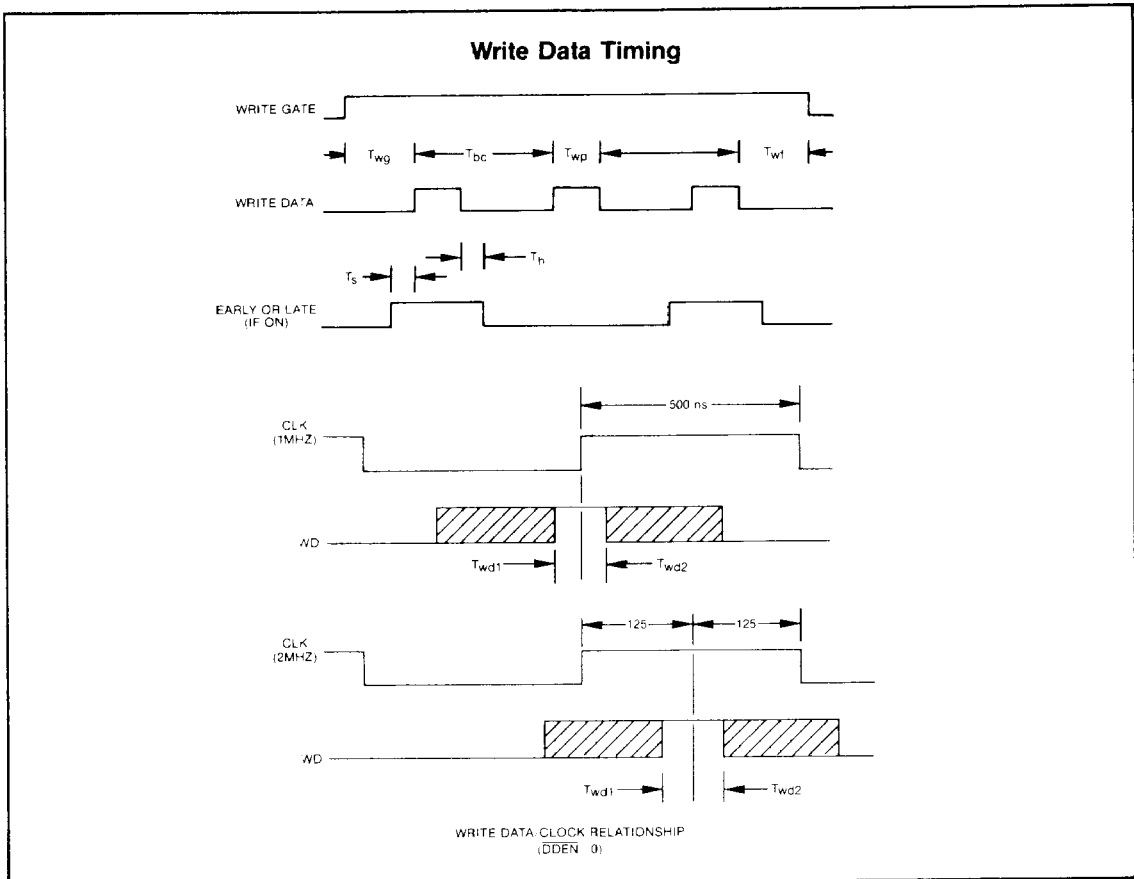 Write Data Timing
WRITE GATE
Twg
Tbc
Twp
Twf
WRITE DATA
Ts
Th
EARLY OR LATE
(IF ON)
500 ns
CLK
(1MHZ)
WD
Twd1
Twd2
125
125
CLK
(2MHZ)
WD
Twd1
Twd2
WRITE DATA/CLOCK RELATIONSHIP
(DDEN 0)